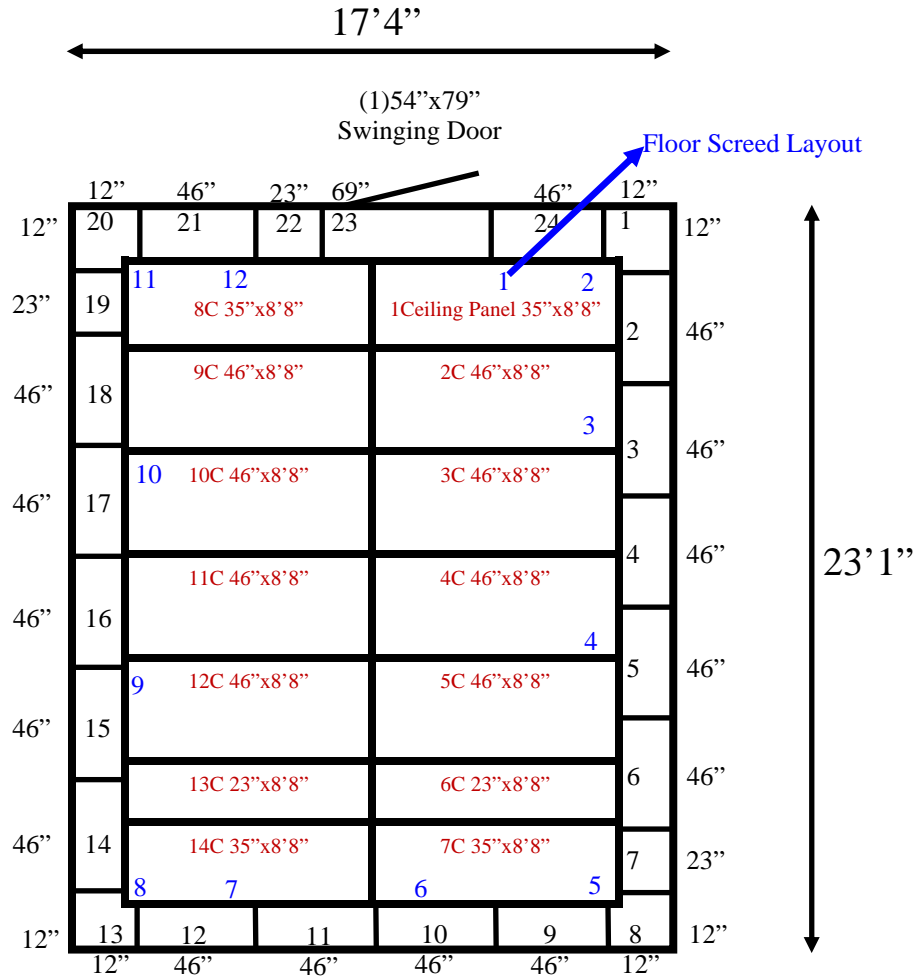 17’4”
(1)54”x79”
Swinging Door
Floor Screed Layout
12” 46” 23” 69” 46” 12”
12” 20 21 22 23 24 1 12”
11 12 1 2
23” 19 8C 35”x8’8” 1Ceiling Panel 35”x8’8”
2 46”
9C 46”x8’8” 2C 46”x8’8”
46” 18
3
3 46”
10 10C 46”x8’8” 3C 46”x8’8”
46” 17
4 46”
23’1”
11C 46”x8’8” 4C 46”x8’8”
46” 16
4
5 46”
9 12C 46”x8’8” 5C 46”x8’8”
46” 15
13C 23”x8’8” 6C 23”x8’8” 6 46”
46” 14 14C 35”x8’8” 7C 35”x8’8”
7 23”
8 7 6 5
12” 13 12 11 10 9 8 12”
12” 46” 46” 46” 46” 12”